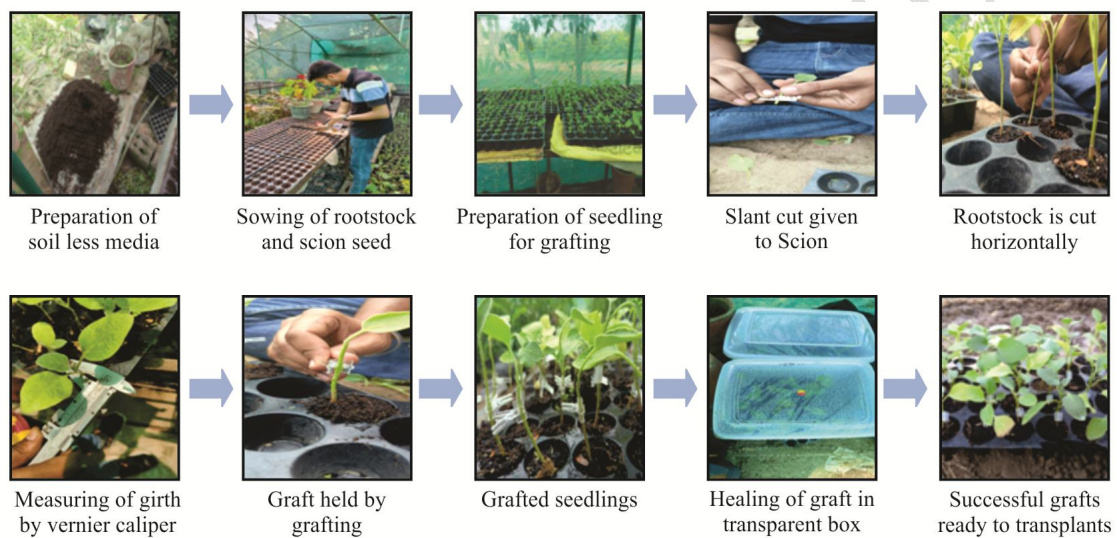 Preparation of
soil less media
Sowing of rootstock
and scion seed
Preparation of seedling
for grafting
Slant cut given
to Scion
Rootstock is cut
horizontally
Measuring of girth
by vernier caliper
Graft held by
grafting
Grafted seedlings
Healing of graft in
transparent box
Successful grafts
ready to transplants